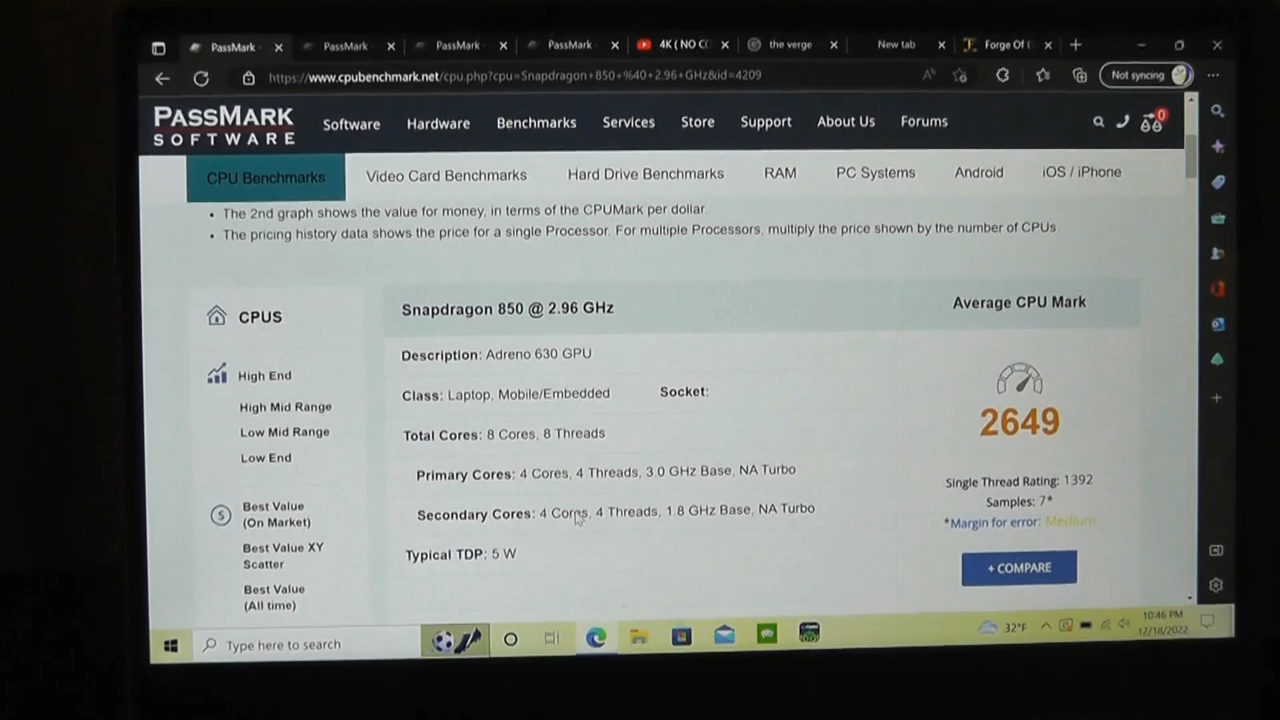 PassMark
PassMark
PassMark
PassMark
4K ( NO CC
the verge
New tab
Forge Of E
https://www.cpubenchmark.net/cpu.php?cpu=Snapdragon+850+%40+2.96+GHz&id=4209
Not syncing
PASSMARK
SOFTWARE
Software
Hardware
Benchmarks
Services
Store
Support
About Us
Forums
0
CPU Benchmarks
Video Card Benchmarks
Hard Drive Benchmarks
RAM
PC Systems
Android
iOS / iPhone
• The 2nd graph shows the value for money, in terms of the CPUMark per dollar.
• The pricing history data shows the price for a single Processor. For multiple Processors, multiply the price shown by the number of CPUs.
CPUS
High End
High Mid Range
Low Mid Range
Low End
Best Value
(On Market)
Best Value XY
Scatter
Best Value
(All time)
Snapdragon 850 @ 2.96 GHz
Description: Adreno 630 GPU
Class: Laptop, Mobile/Embedded
Socket:
Total Cores: 8 Cores, 8 Threads
Primary Cores: 4 Cores, 4 Threads, 3.0 GHz Base, NA Turbo
Secondary Cores: 4 Cores, 4 Threads, 1.8 GHz Base, NA Turbo
Typical TDP: 5 W
Average CPU Mark
2649
Single Thread Rating: 1392
Samples: 7*
*Margin for error: Medium
+ COMPARE
Type here to search
32°F
10:46 PM
12/18/2022